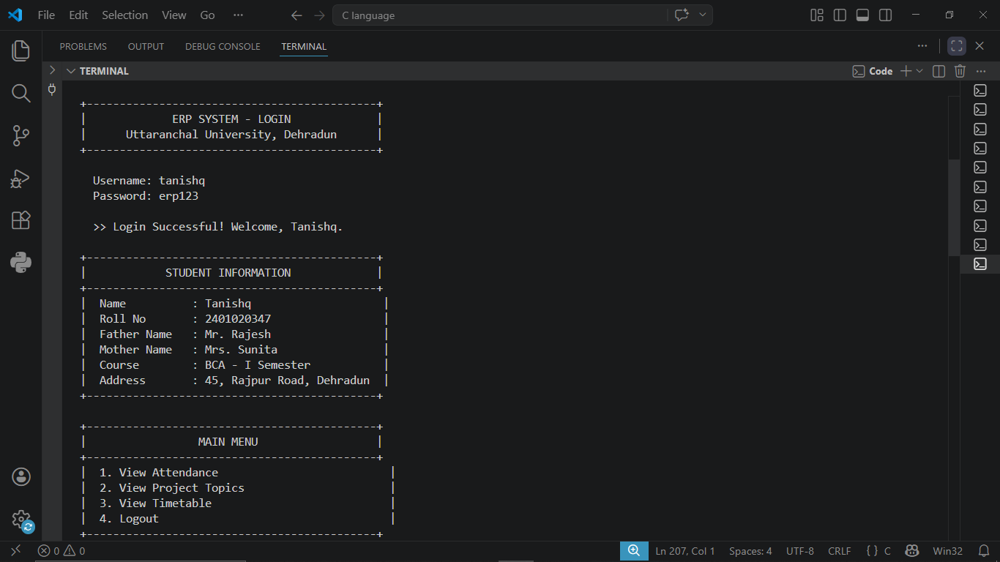 File Edit Selection View Go ··· C language
PROBLEMS OUTPUT DEBUG CONSOLE TERMINAL
TERMINAL Code
+--------------------------------------------+
| ERP SYSTEM - LOGIN |
| Uttaranchal University, Dehradun |
+--------------------------------------------+
Username: tanishq
Password: erp123
>> Login Successful! Welcome, Tanishq.
+--------------------------------------------+
| STUDENT INFORMATION |
+--------------------------------------------+
| Name : Tanishq |
| Roll No : 2401020347 |
| Father Name : Mr. Rajesh |
| Mother Name : Mrs. Sunita |
| Course : BCA - I Semester |
| Address : 45, Rajpur Road, Dehradun |
+--------------------------------------------+
+--------------------------------------------+
| MAIN MENU |
+--------------------------------------------+
| 1. View Attendance |
| 2. View Project Topics |
| 3. View Timetable |
| 4. Logout |
+--------------------------------------------+
0 0 Ln 207, Col 1 Spaces: 4 UTF-8 CRLF { } C Win32